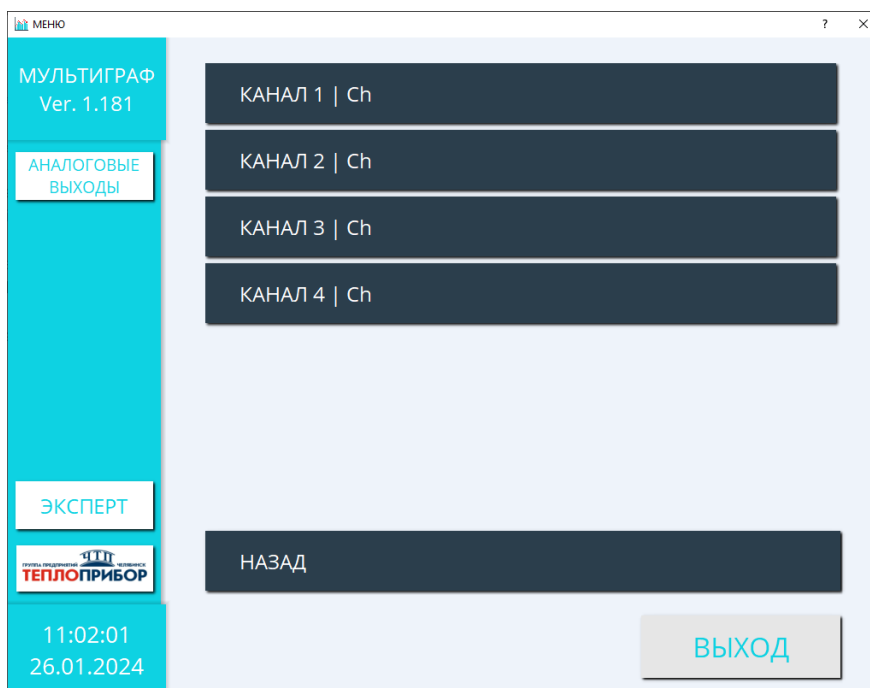 МЕНЮ
?
МУЛЬТИГРАФ
Ver. 1.181
АНАЛОГОВЫЕ
ВЫХОДЫ
КАНАЛ 1 | Ch
КАНАЛ 2 | Ch
КАНАЛ 3 | Ch
КАНАЛ 4 | Ch
ЭКСПЕРТ
ЧТП
ГРУППА ПРЕДПРИЯТИЙ ЧЕЛЯБИНСК
ТЕПЛОПРИБОР
НАЗАД
11:02:01
26.01.2024
ВЫХОД